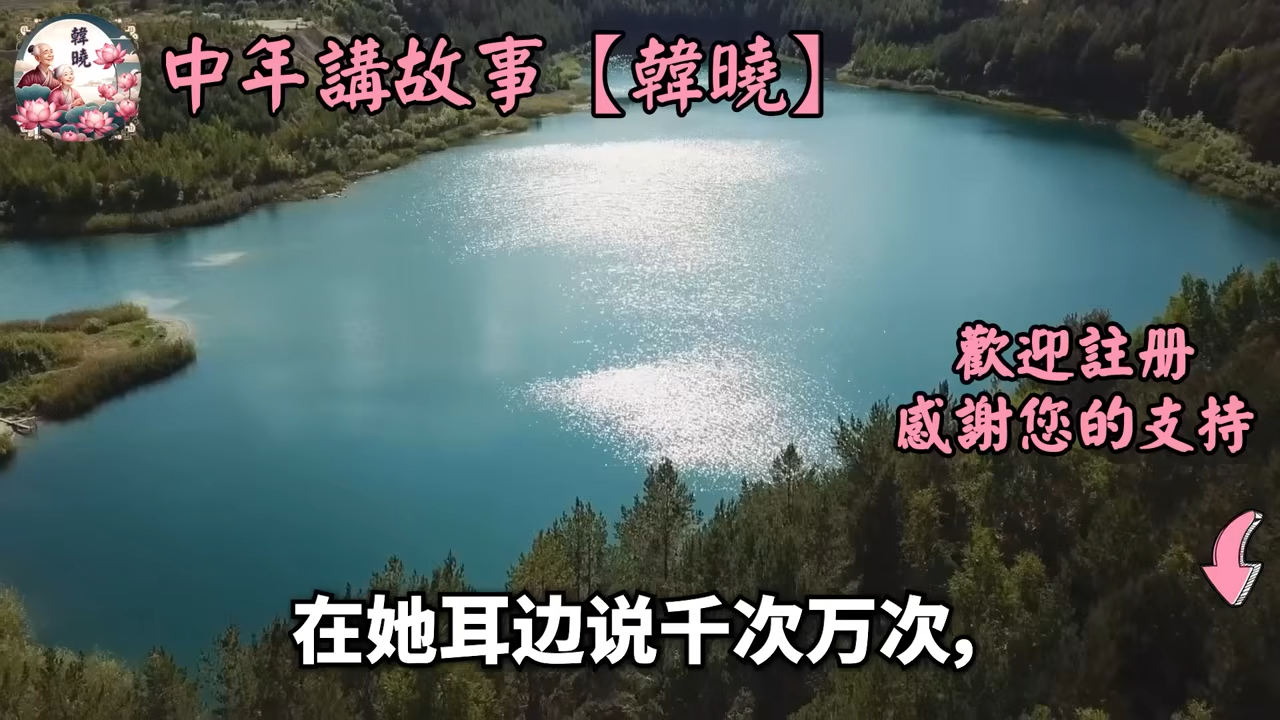 韓曉
中年講故事【韓曉】
歡迎註册
感謝您的支持
在她耳边说千次万次,